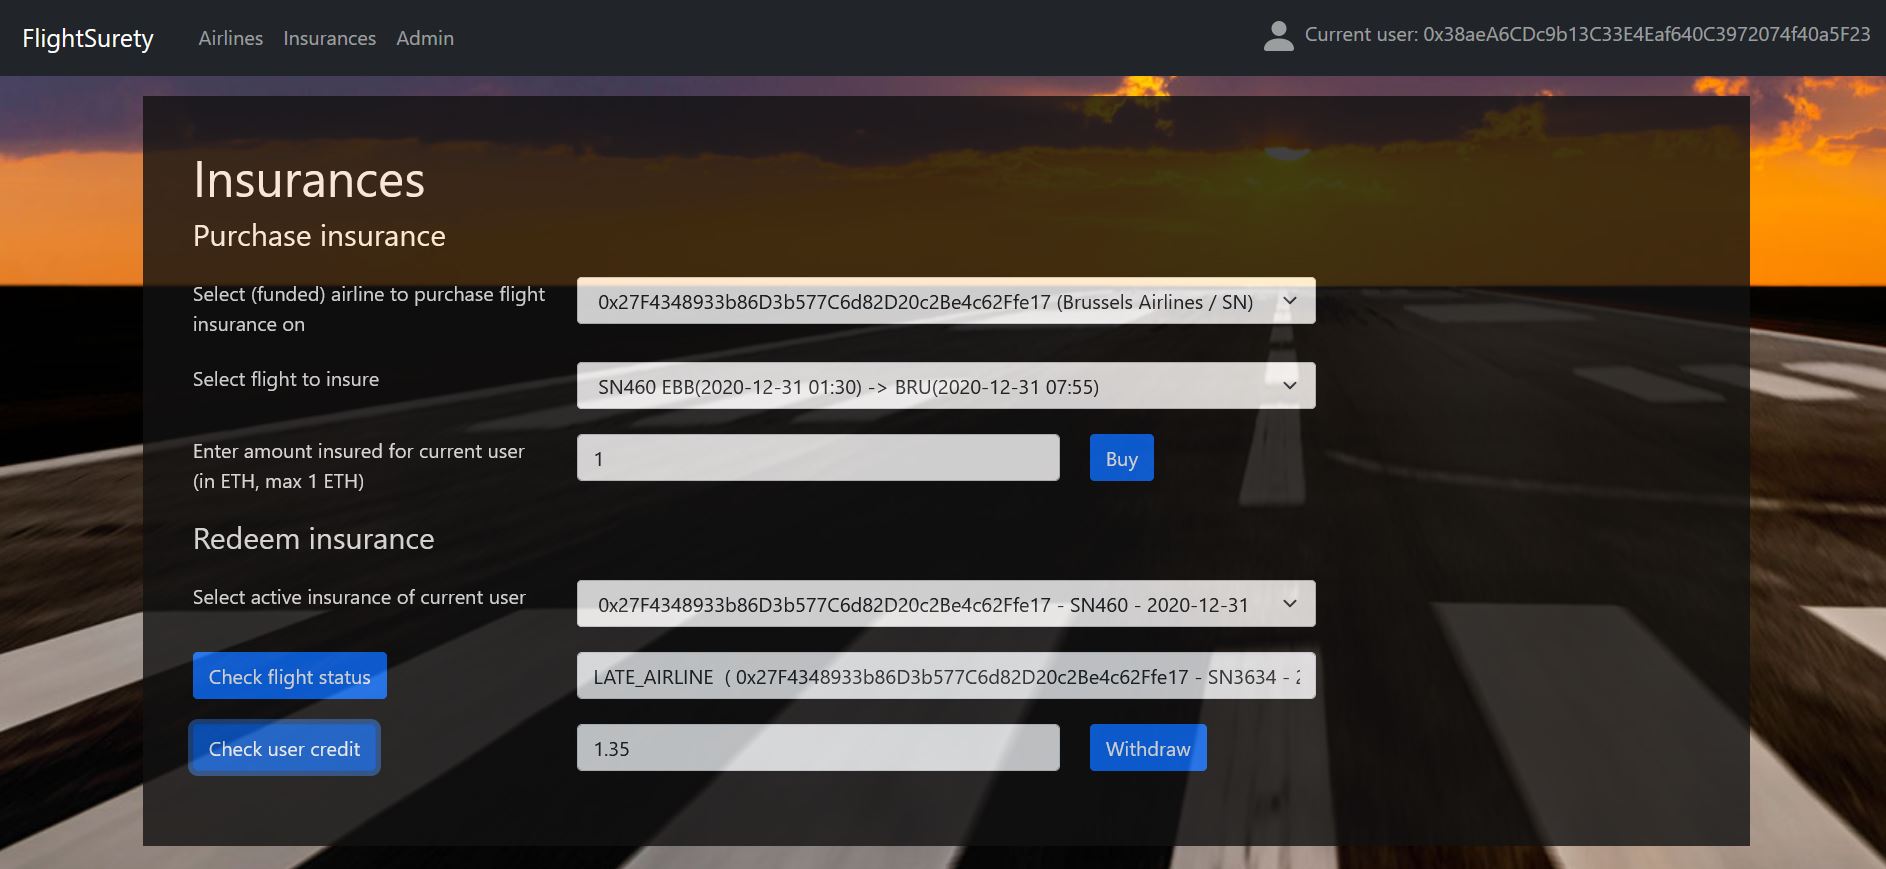 FlightSurety Airlines Insurances Admin Current user: 0x38aeA6CDc9b13C33E4Eaf640C3972074f40a5F23
Insurances
Purchase insurance
Select (funded) airline to purchase flight
insurance on
0x27F4348933b86D3b577C6d82D20c2Be4c62Ffe17 (Brussels Airlines / SN)
Select flight to insure
SN460 EBB(2020-12-31 01:30) -> BRU(2020-12-31 07:55)
Enter amount insured for current user
(in ETH, max 1 ETH)
1
Buy
Redeem insurance
Select active insurance of current user
0x27F4348933b86D3b577C6d82D20c2Be4c62Ffe17 - SN460 - 2020-12-31
Check flight status
LATE_AIRLINE ( 0x27F4348933b86D3b577C6d82D20c2Be4c62Ffe17 - SN3634 -
Check user credit
1.35
Withdraw